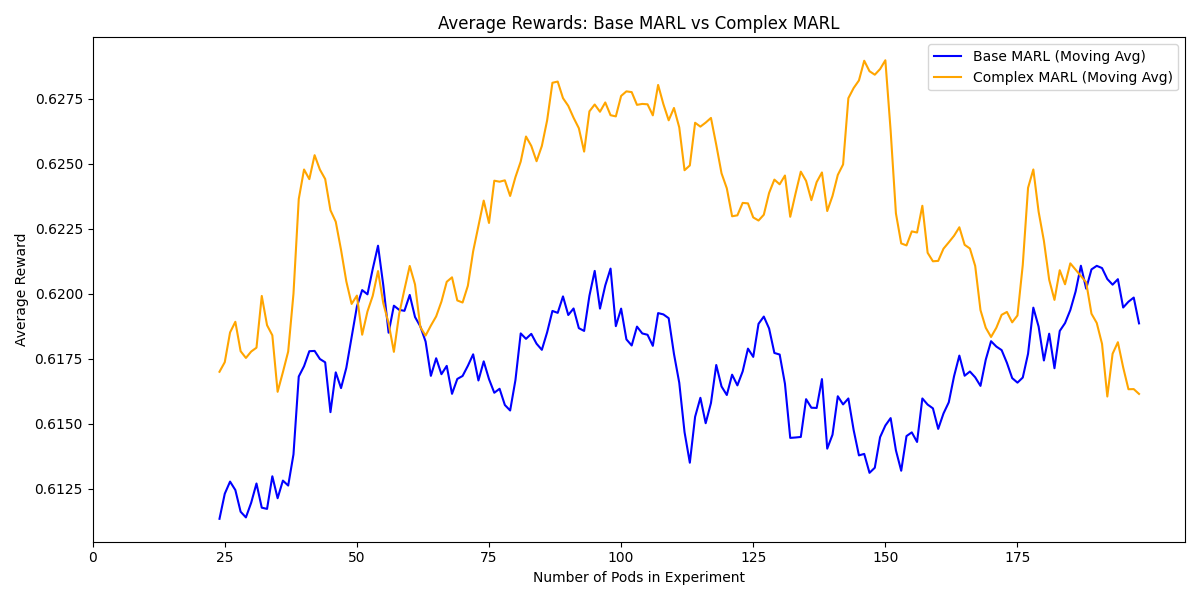 Average Rewards: Base MARL vs Complex MARL
Base MARL (Moving Avg)
Complex MARL (Moving Avg)
Average Reward
0.6275
0.6250
0.6225
0.6200
0.6175
0.6150
0.6125
0 25 50 75 100 125 150 175
Number of Pods in Experiment